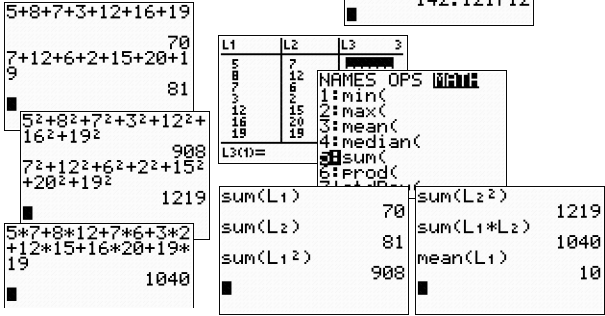 5+8+7+3+12+16+19
70
7+12+6+2+15+20+1
9
81
5²+8²+7²+3²+12²+
16²+19²
908
7²+12²+6²+2²+15²
+20²+19²
1219
5*7+8*12+7*6+3*2
+12*15+16*20+19*
19
1040
142.121712
L1 L2 L3 3
5 7
8 12
7 6
3 2
12 15
16 20
19 19
L3(1)=
NAMES OPS MATH
1:min(
2:max(
3:mean(
4:median(
5:sum(
6:prod(
sum(L₁)
70
sum(L₂)
81
sum(L₁²)
908
sum(L₂²)
1219
sum(L₁*L₂)
1040
mean(L₁)
10